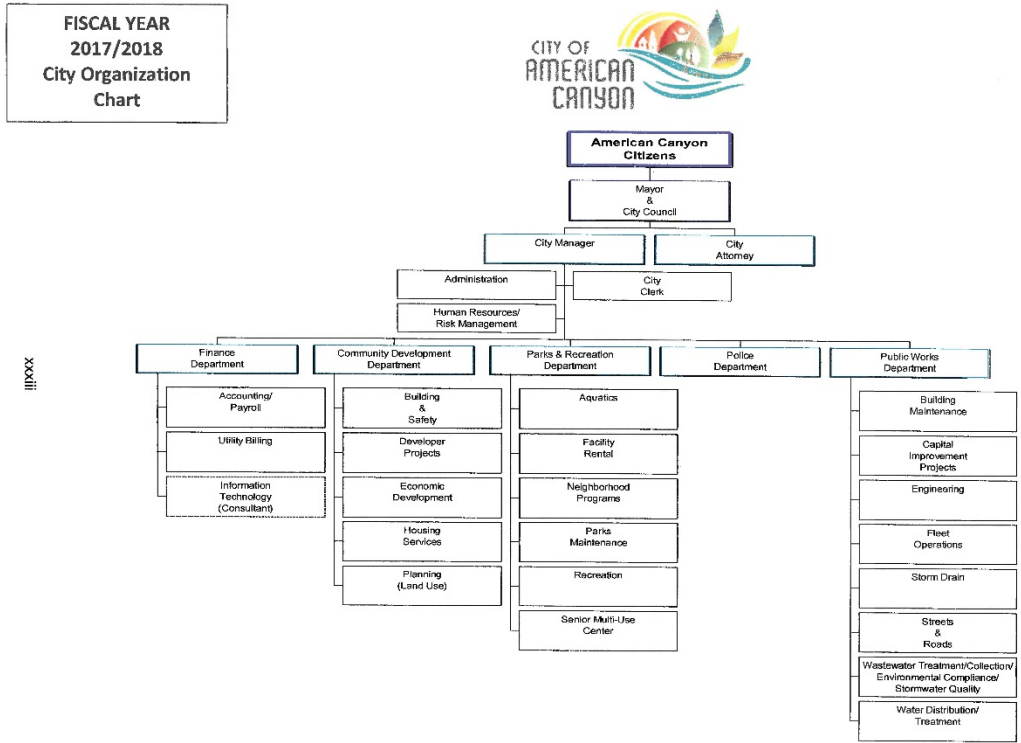 FISCAL YEAR
2017/2018
City Organization
Chart
CITY OF
AMERICAN
CANYON
American Canyon
Citizens
Mayor
&
City Council
City Manager
City
Attorney
Administration
City
Clerk
Human Resources/
Risk Management
Finance
Department
Community Development
Department
Parks & Recreation
Department
Police
Department
Public Works
Department
Accounting/
Payroll
Utility Billing
Information
Technology
(Consultant)
Building
&
Safety
Developer
Projects
Economic
Development
Housing
Services
Planning
(Land Use)
Aquatics
Facility
Rental
Neighborhood
Programs
Parks
Maintenance
Recreation
Senior Multi-Use
Center
Building
Maintenance
Capital
Improvement
Projects
Engineering
Fleet
Operations
Storm Drain
Streets
&
Roads
Wastewater Treatment/Collection/
Environmental Compliance/
Stormwater Quality
Water Distribution/
Treatment
xxxiii